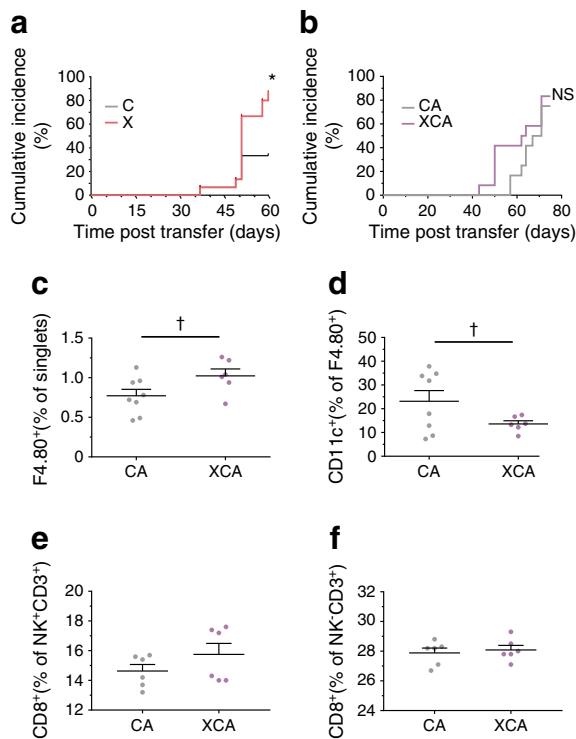 a
Cumulative incidence
(%)
100
80
60
40
20
0
C
X
*
0
15
30
45
60
Time post transfer (days)
b
Cumulative incidence
(%)
100
80
60
40
20
0
CA
XCA
NS
0
20
40
60
80
Time post transfer (days)
c
F4.80⁺(% of singlets)
1.5
1.0
0.5
0
†
CA
XCA
d
CD11c⁺(% of F4.80⁺)
50
40
30
20
10
0
†
CA
XCA
e
CD8⁺(% of NK⁺CD3⁺)
20
18
16
14
12
CA
XCA
f
CD8⁺(% of NK⁻CD3⁺)
32
30
28
26
24
CA
XCA